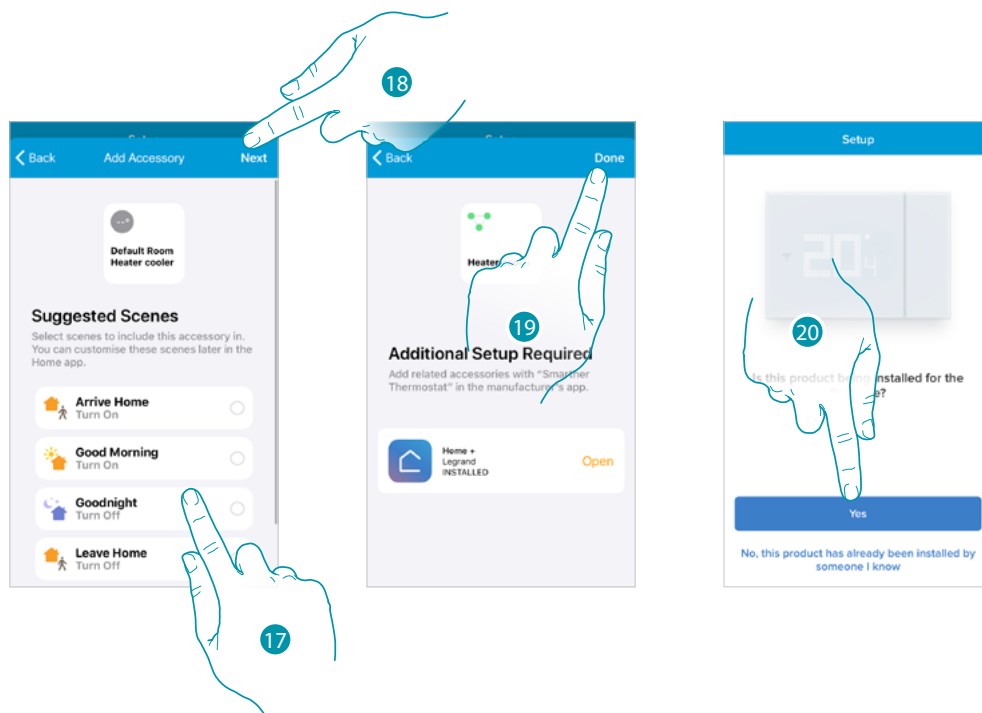 18
Back Add Accessory Next
Default Room
Heater cooler
Suggested Scenes
Select scenes to include this accessory in.
You can customise these scenes later in the
Home app.
Arrive Home
Turn On
Good Morning
Turn On
Goodnight
Turn Off
Leave Home
Turn Off
17
Back Done
Heater
19
Additional Setup Required
Add related accessories with “Smarther
Thermostat” in the manufacturer’s app.
Home +
Legrand
INSTALLED
Open
Setup
20
20
Is this product being installed for the
Yes
No, this product has already been installed by
someone I know